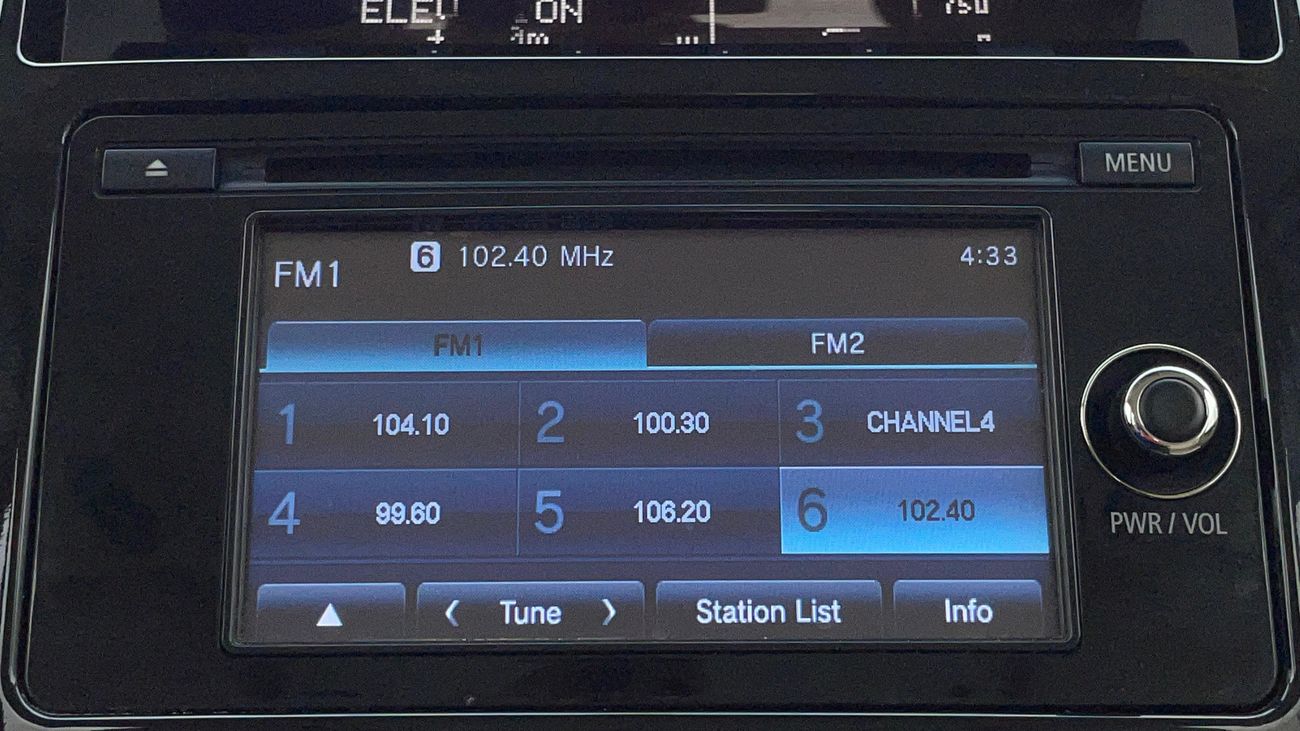 MENU
6 102.40 MHz
4:33
FM1
FM1
FM2
1 104.10
2 100.30
3 CHANNEL4
4 99.60
5 106.20
6 102.40
PWR / VOL
Tune
Station List
Info